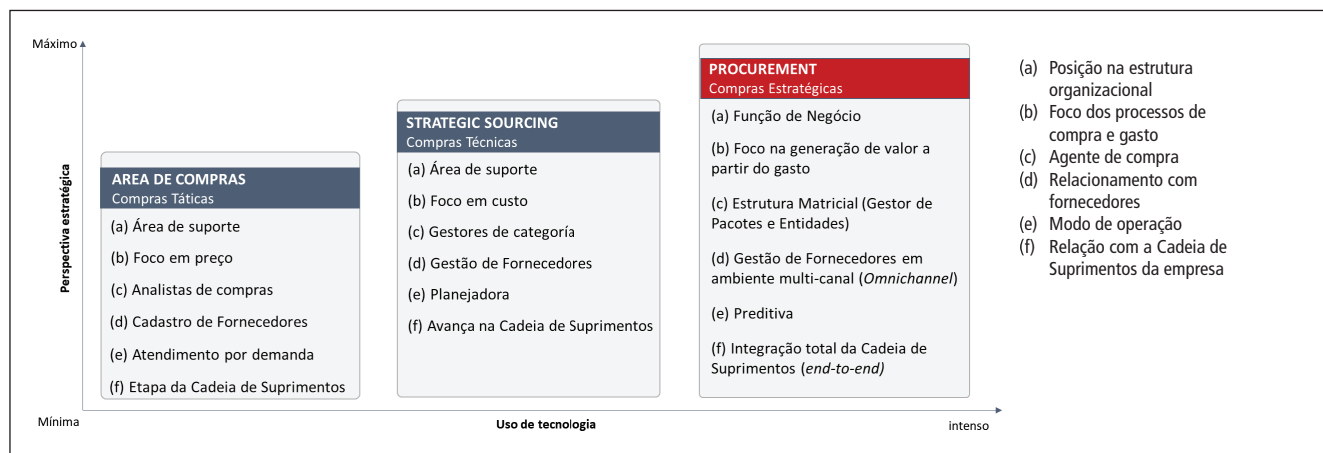 Máximo
Perspectiva estratégica
AREA DE COMPRAS
Compras Táticas
(a) Área de suporte
(b) Foco em preço
(c) Analistas de compras
(d) Cadastro de Fornecedores
(e) Atendimento por demanda
(f) Etapa da Cadeia de Suprimentos
STRATEGIC SOURCING
Compras Técnicas
(a) Área de suporte
(b) Foco em custo
(c) Gestores de categoría
(d) Gestão de Fornecedores
(e) Planejadora
(f) Avança na Cadeia de Suprimentos
PROCUREMENT
Compras Estratégicas
(a) Função de Negócio
(b) Foco na generação de valor a
partir do gasto
(c) Estrutura Matricial (Gestor de
Pacotes e Entidades)
(d) Gestão de Fornecedores em
ambiente multi-canal (Omnichannel)
(e) Preditiva
(f) Integração total da Cadeia de
Suprimentos (end-to-end)
Mínima
Uso de tecnologia
intenso
(a) Posição na estrutura
organizacional
(b) Foco dos processos de
compra e gasto
(c) Agente de compra
(d) Relacionamento com
fornecedores
(e) Modo de operação
(f) Relação com a Cadeia de
Suprimentos da empresa